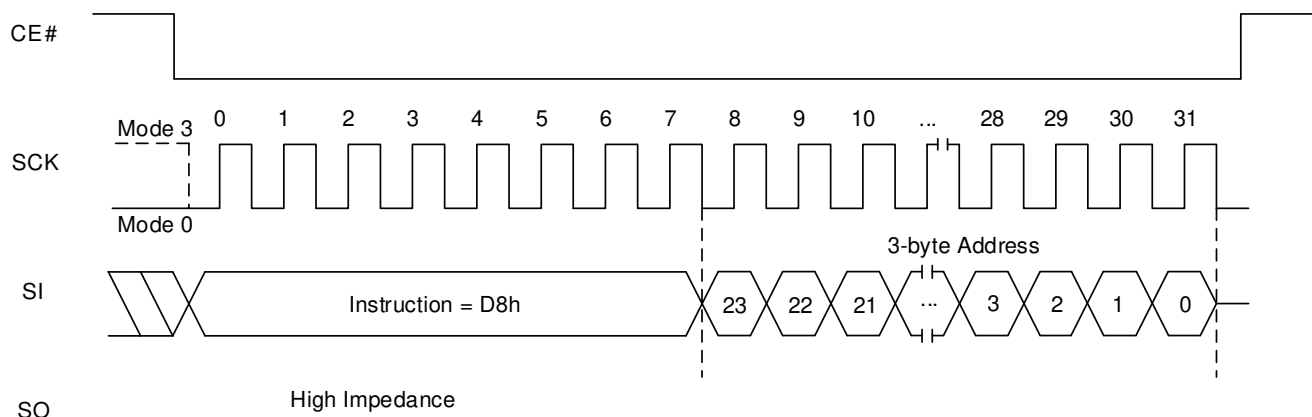 CE#
Mode 3
0 1 2 3 4 5 6 7 8 9 10 ... 28 29 30 31
SCK
Mode 0
3-byte Address
SI
Instruction = D8h
23 22 21 ... 3 2 1 0
High Impedance
SO